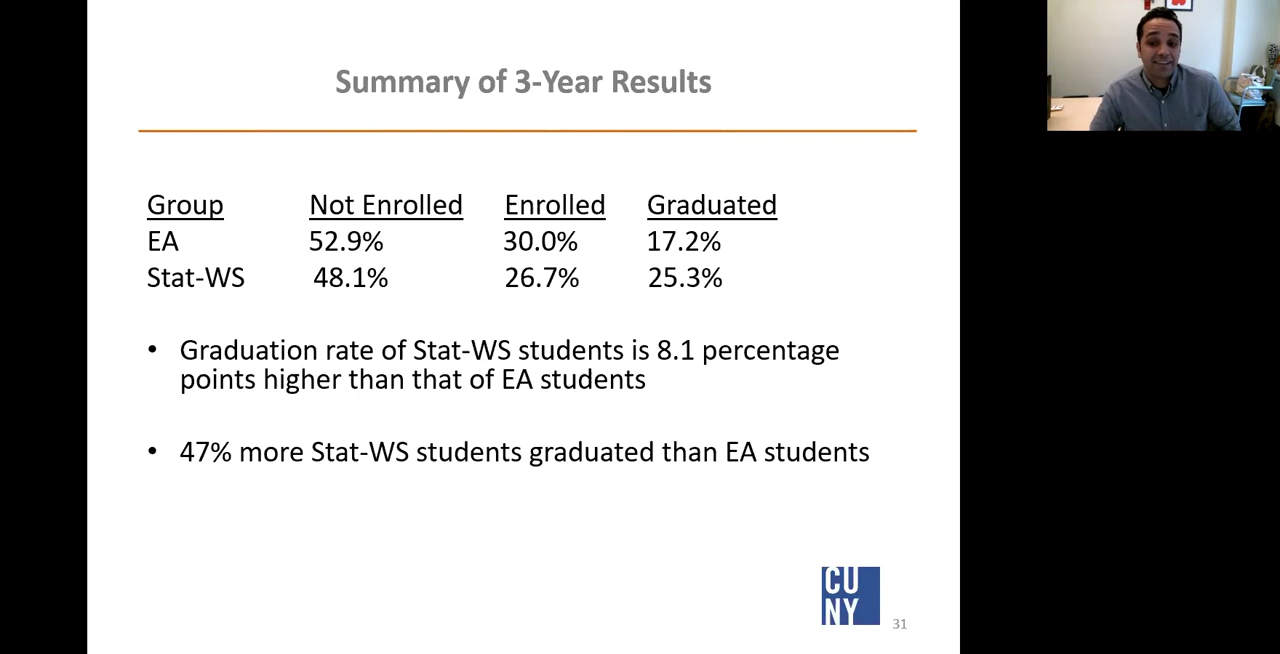 Summary of 3-Year Results
Group Not Enrolled Enrolled Graduated
EA 52.9% 30.0% 17.2%
Stat-WS 48.1% 26.7% 25.3%
• Graduation rate of Stat-WS students is 8.1 percentage
points higher than that of EA students
• 47% more Stat-WS students graduated than EA students
CU
NY
31